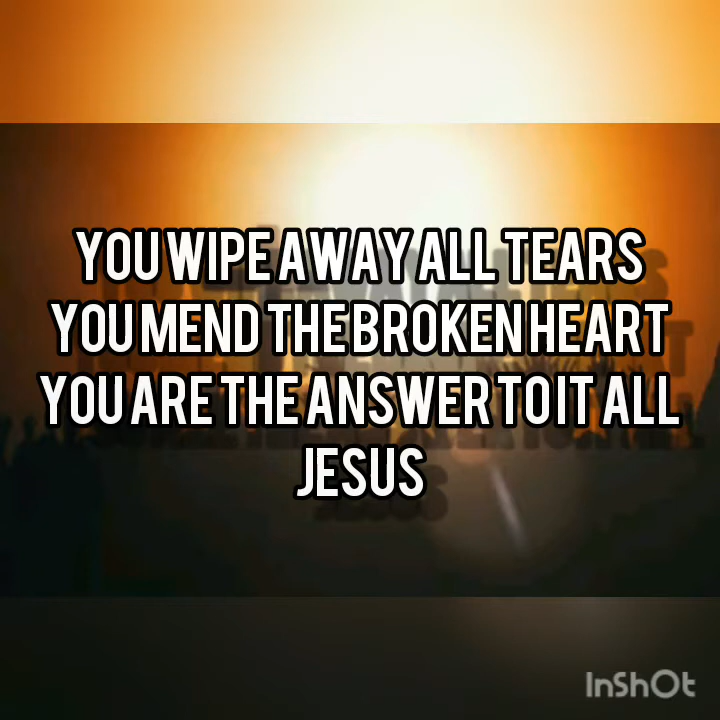 YOU WIPE AWAY ALL TEARS
YOU MEND THE BROKEN HEART
YOU ARE THE ANSWER TO IT ALL
JESUS
InShOt